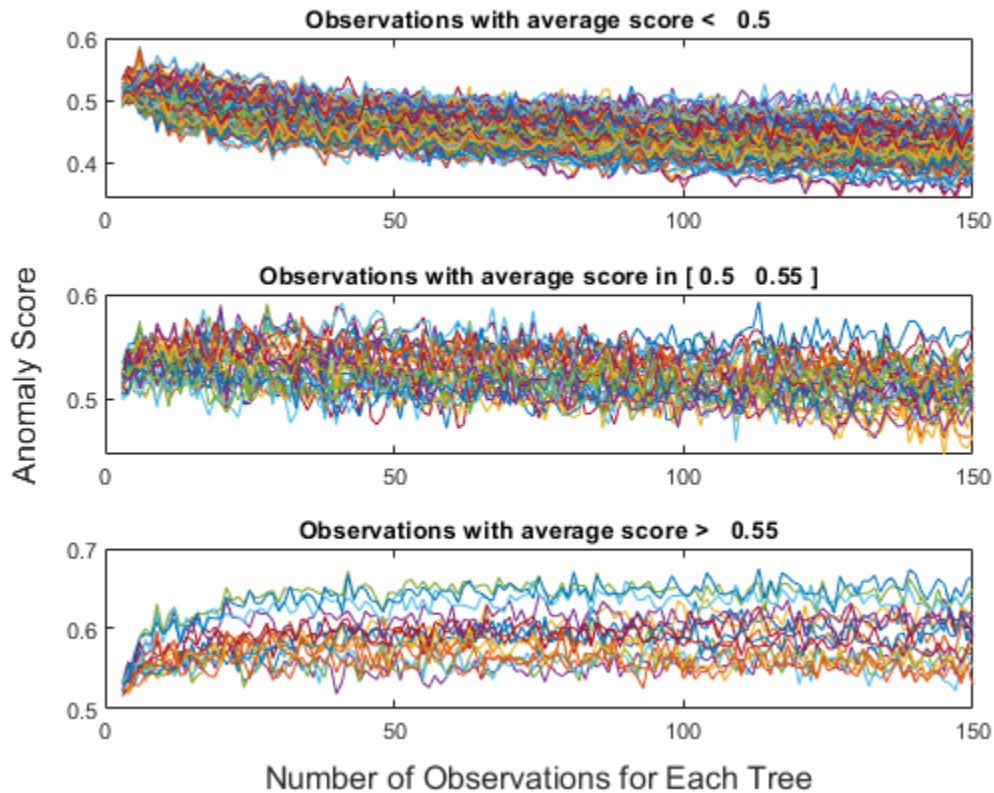 Observations with average score < 0.5
0.6
0.5
0.4
0 50 100 150
Observations with average score in [ 0.5 0.55 ]
0.6
0.5
0 50 100 150
Anomaly Score
Observations with average score > 0.55
0.7
0.6
0.5
0 50 100 150
Number of Observations for Each Tree